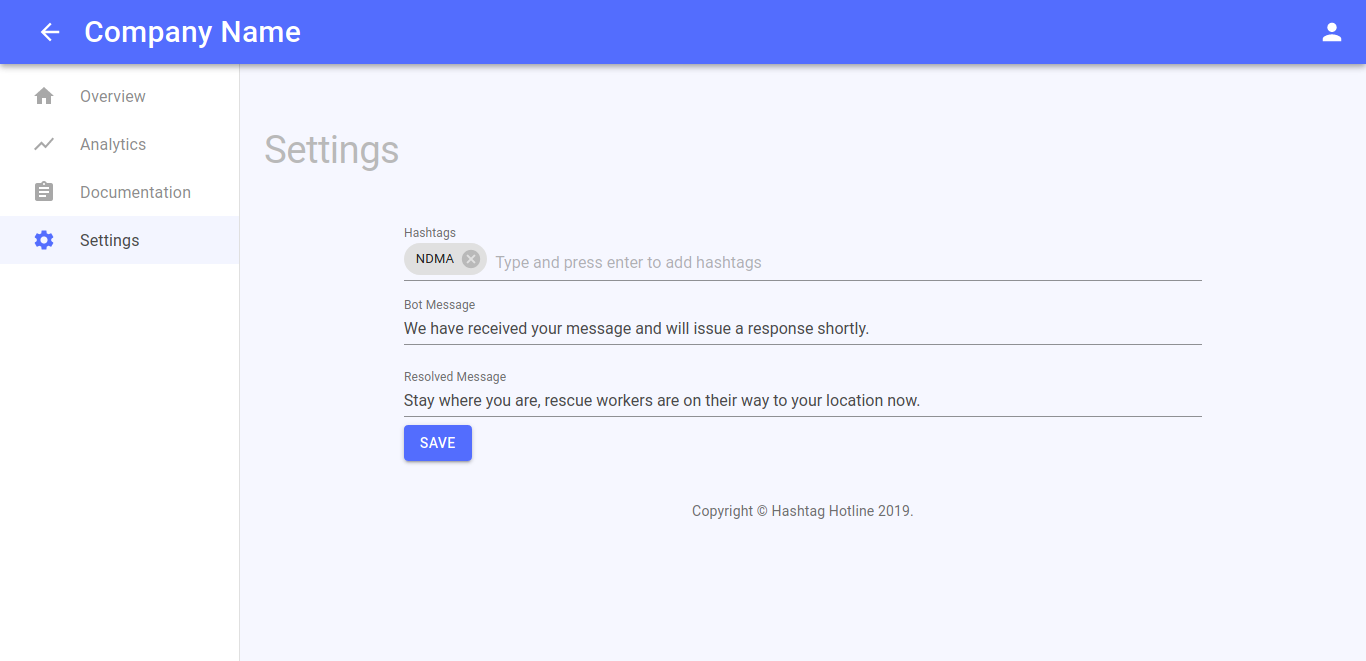 Company Name
Overview
Analytics
Documentation
Settings
Settings
Hashtags
NDMA Type and press enter to add hashtags
Bot Message
We have received your message and will issue a response shortly.
Resolved Message
Stay where you are, rescue workers are on their way to your location now.
SAVE
Copyright © Hashtag Hotline 2019.